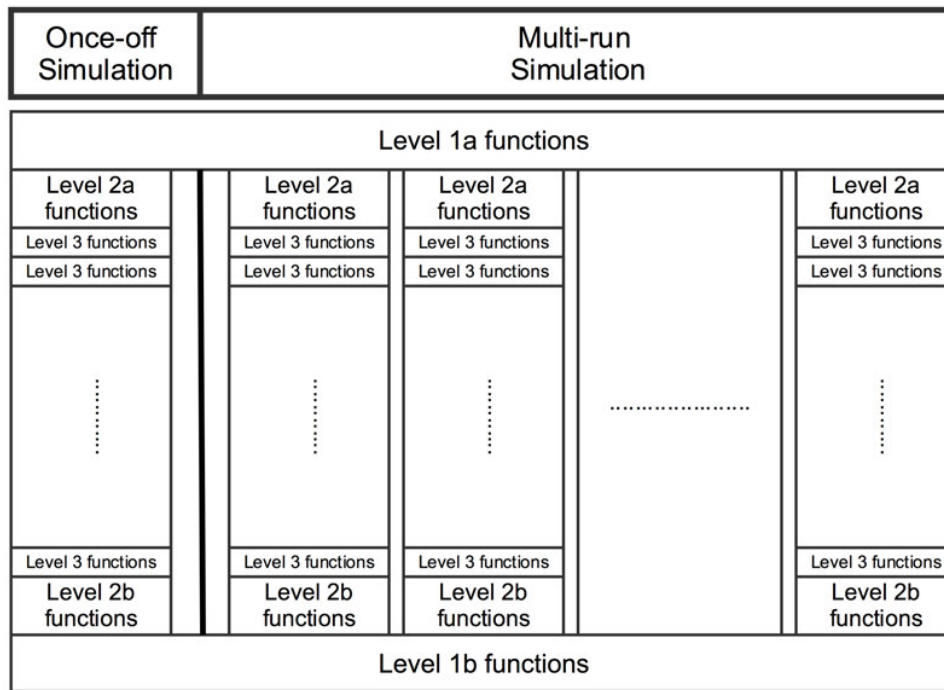 Once-off
Simulation
Multi-run
Simulation
Level 1a functions
Level 2a
functions
Level 2a
functions
Level 2a
functions
Level 2a
functions
Level 3 functions
Level 3 functions
Level 3 functions
Level 3 functions
Level 3 functions
Level 3 functions
Level 3 functions
Level 3 functions
Level 3 functions
Level 3 functions
Level 3 functions
Level 3 functions
Level 2b
functions
Level 2b
functions
Level 2b
functions
Level 2b
functions
Level 1b functions